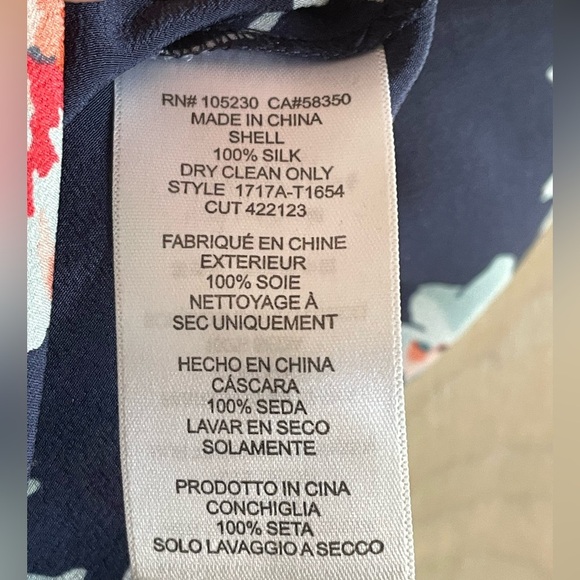 RN# 105230 CA#58350
MADE IN CHINA
SHELL
100% SILK
DRY CLEAN ONLY
STYLE 1717A-T1654
CUT 422123
FABRIQUÉ EN CHINE
EXTERIEUR
100% SOIE
NETTOYAGE À
SEC UNIQUEMENT
HECHO EN CHINA
CÁSCARA
100% SEDA
LAVAR EN SECO
SOLAMENTE
PRODOTTO IN CINA
CONCHIGLIA
100% SETA
SOLO LAVAGGIO A SECCO